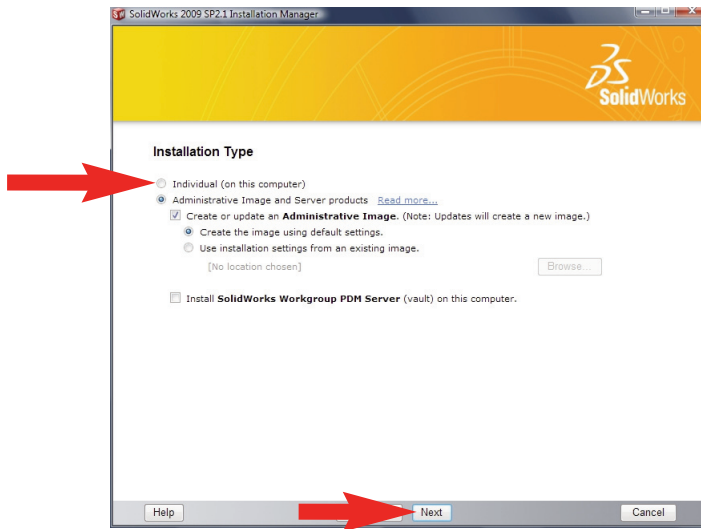 SolidWorks 2009 SP2.1 Installation Manager
SolidWorks
Installation Type
Individual (on this computer)
Administrative Image and Server products Read more...
Create or update an Administrative Image. (Note: Updates will create a new image.)
Create the image using default settings.
Use installation settings from an existing image.
[No location chosen] Browse...
Install SolidWorks Workgroup PDM Server (vault) on this computer.
Help Next Cancel